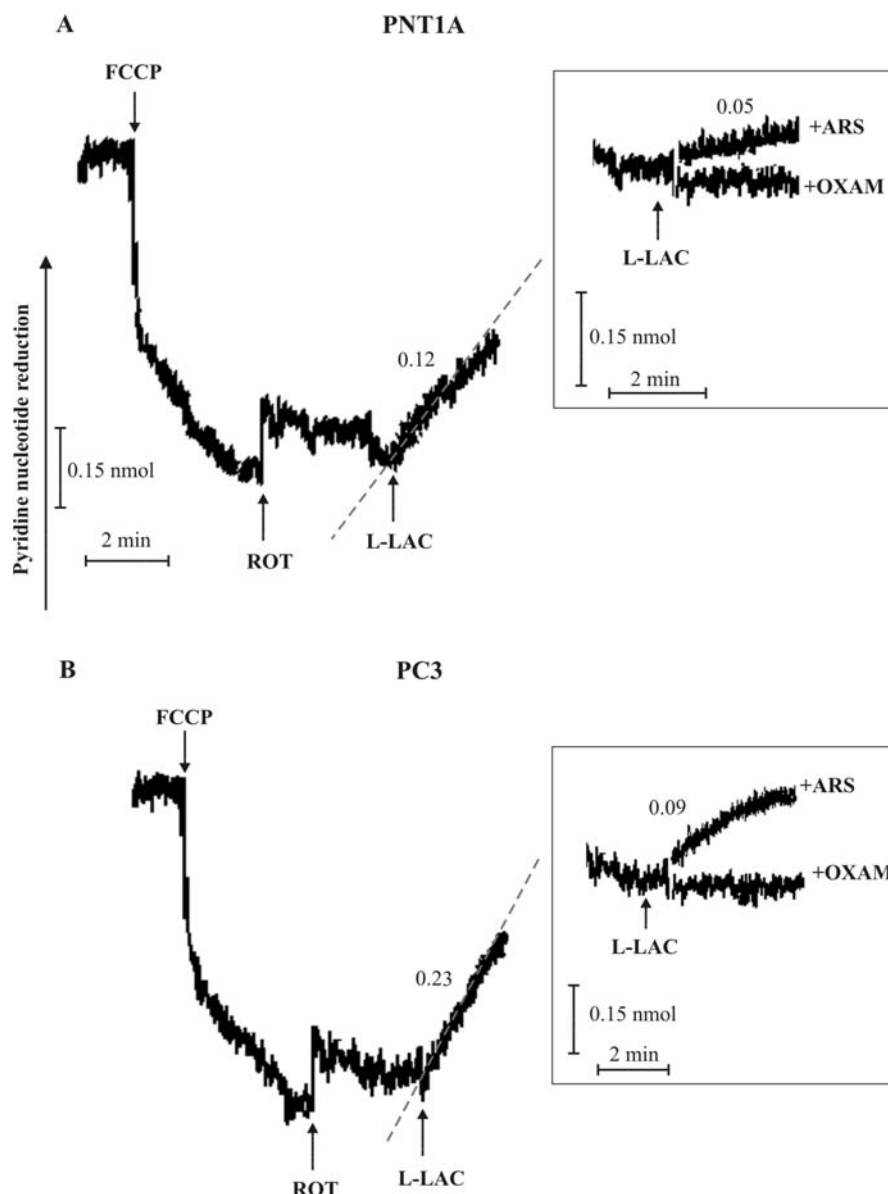 A
PNT1A
FCCP
0.05
+ARS
+OXAM
L-LAC
0.15 nmol
2 min
Pyridine nucleotide reduction
0.12
0.15 nmol
2 min
ROT
L-LAC
B
PC3
FCCP
+ARS
0.09
+OXAM
L-LAC
0.15 nmol
2 min
0.23
ROT
L-LAC